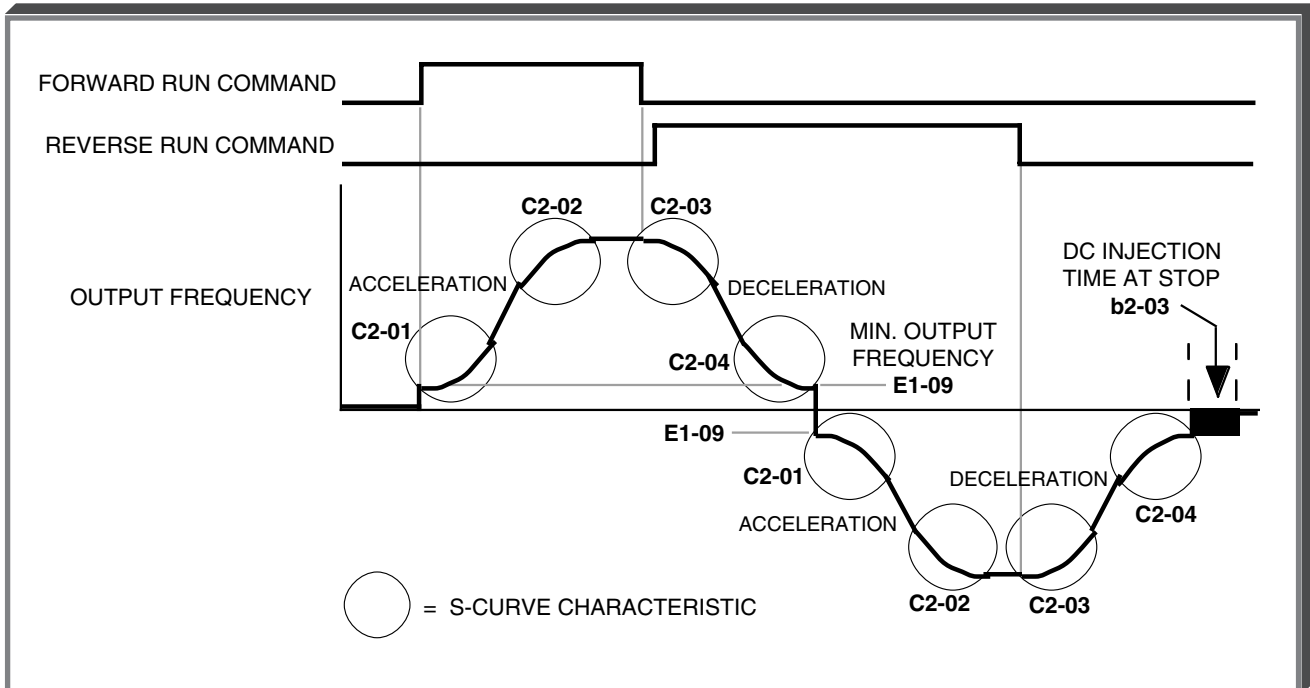 FORWARD RUN COMMAND
REVERSE RUN COMMAND
C2-02
C2-03
DC INJECTION
TIME AT STOP
b2-03
ACCELERATION
DECELERATION
OUTPUT FREQUENCY
C2-01
MIN. OUTPUT
FREQUENCY
E1-09
C2-04
E1-09
C2-01
DECELERATION
ACCELERATION
C2-04
C2-02
C2-03
= S-CURVE CHARACTERISTIC